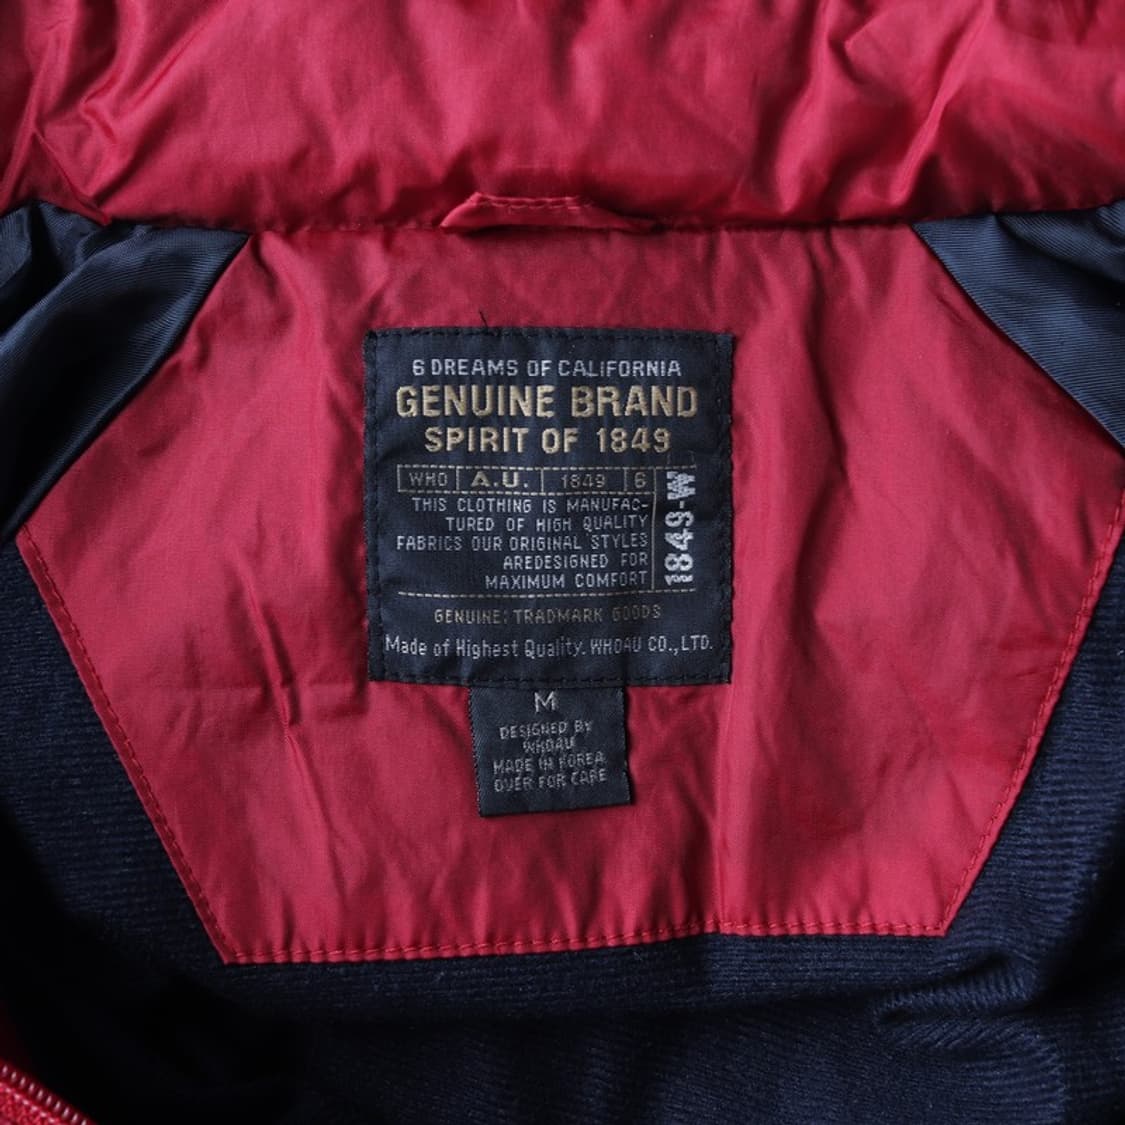 6 DREAMS OF CALIFORNIA
GENUINE BRAND
SPIRIT OF 1849
WHO A.U. 1849 6
1849-W
THIS CLOTHING IS MANUFAC-
TURED OF HIGH QUALITY
FABRICS OUR ORIGINAL STYLES
AREDESIGNED FOR
MAXIMUM COMFORT
GENUINE: TRADMARK GOODS
Made of Highest Quality. WHOAU CO.,LTD.
M
DESIGNED BY
WHOAU
MADE IN KOREA
OVER FOR CARE